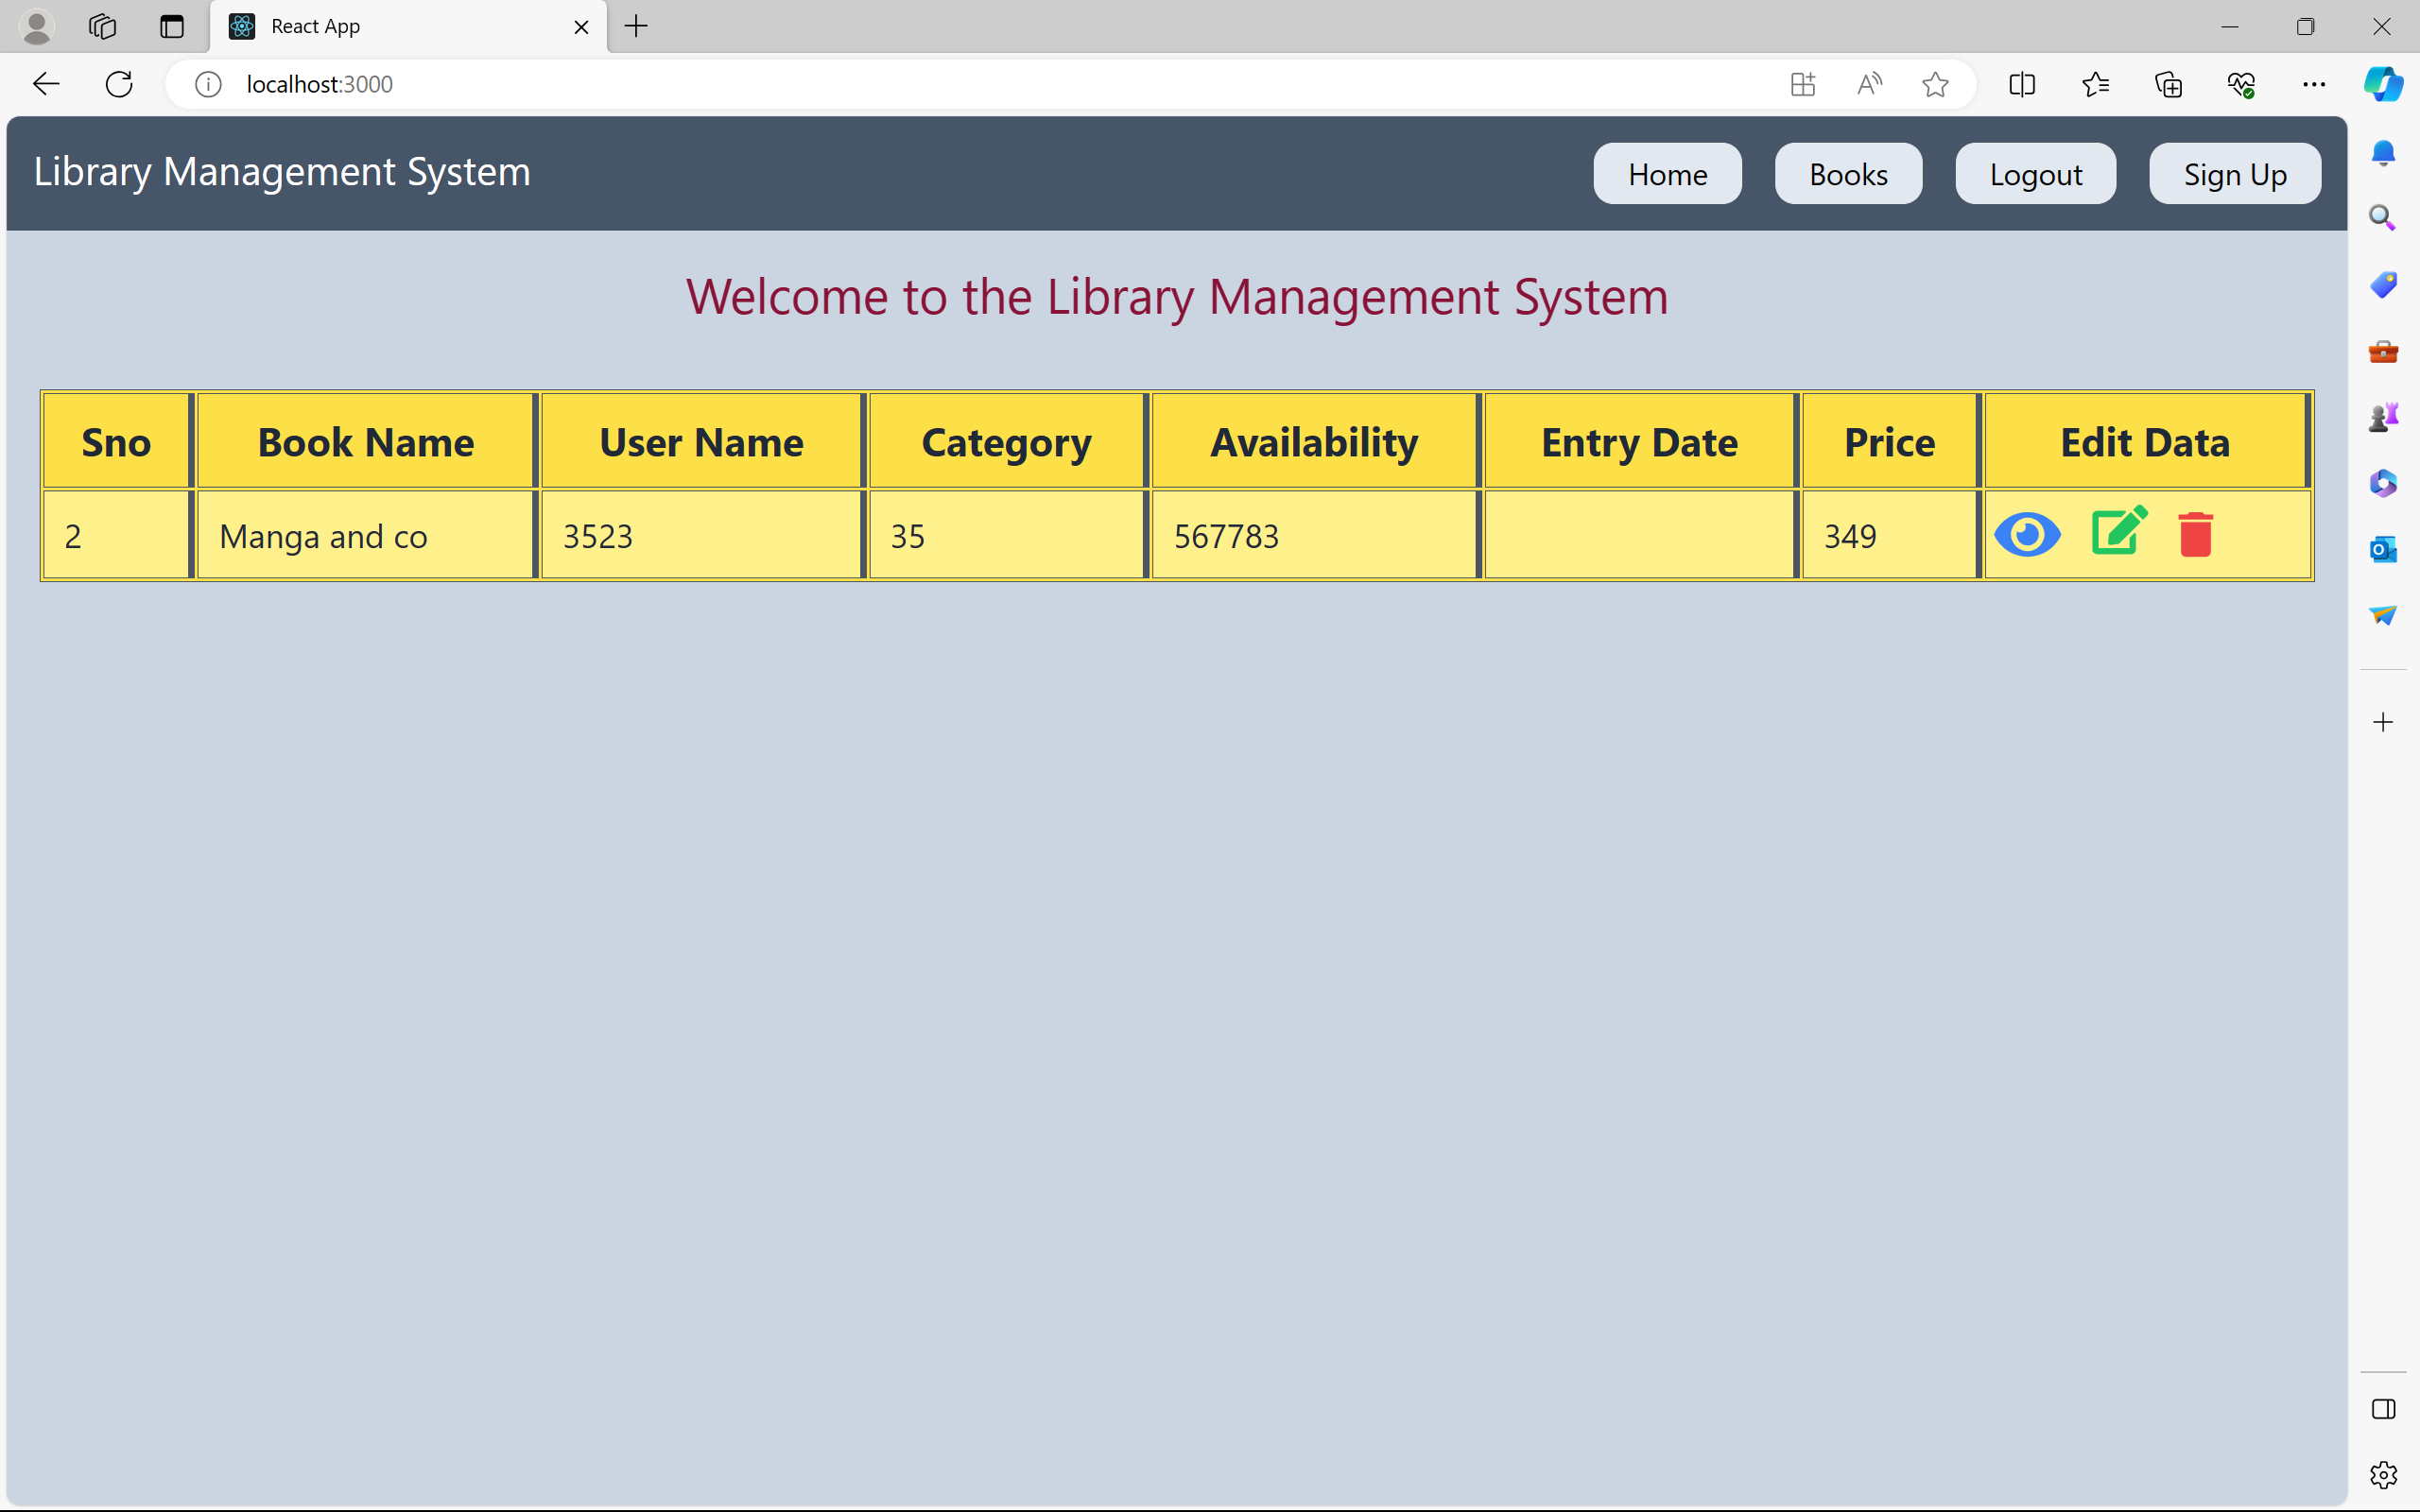 React App
localhost:3000
Library Management System
Home Books Logout Sign Up
Welcome to the Library Management System
Sno Book Name User Name Category Availability Entry Date Price Edit Data
2 Manga and co 3523 35 567783 349